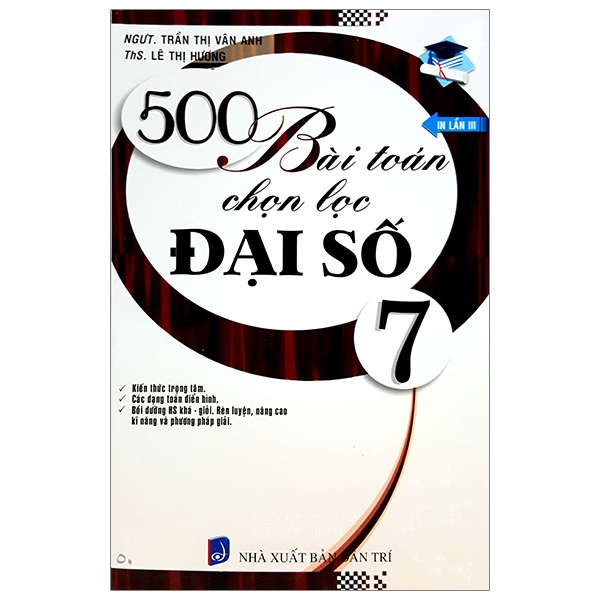 NGƯT. TRẦN THỊ VÂN ANH
ThS. LÊ THỊ HƯƠNG
IN LẦN III
500 Bài toán
chọn lọc
ĐẠI SỐ
7
✓ Kiến thức trọng tâm.
✓ Các dạng toán điển hình.
✓ Bồi dưỡng HS khá - giỏi. Rèn luyện, nâng cao
kĩ năng và phương pháp giải.
NHÀ XUẤT BẢN DÂN TRÍ